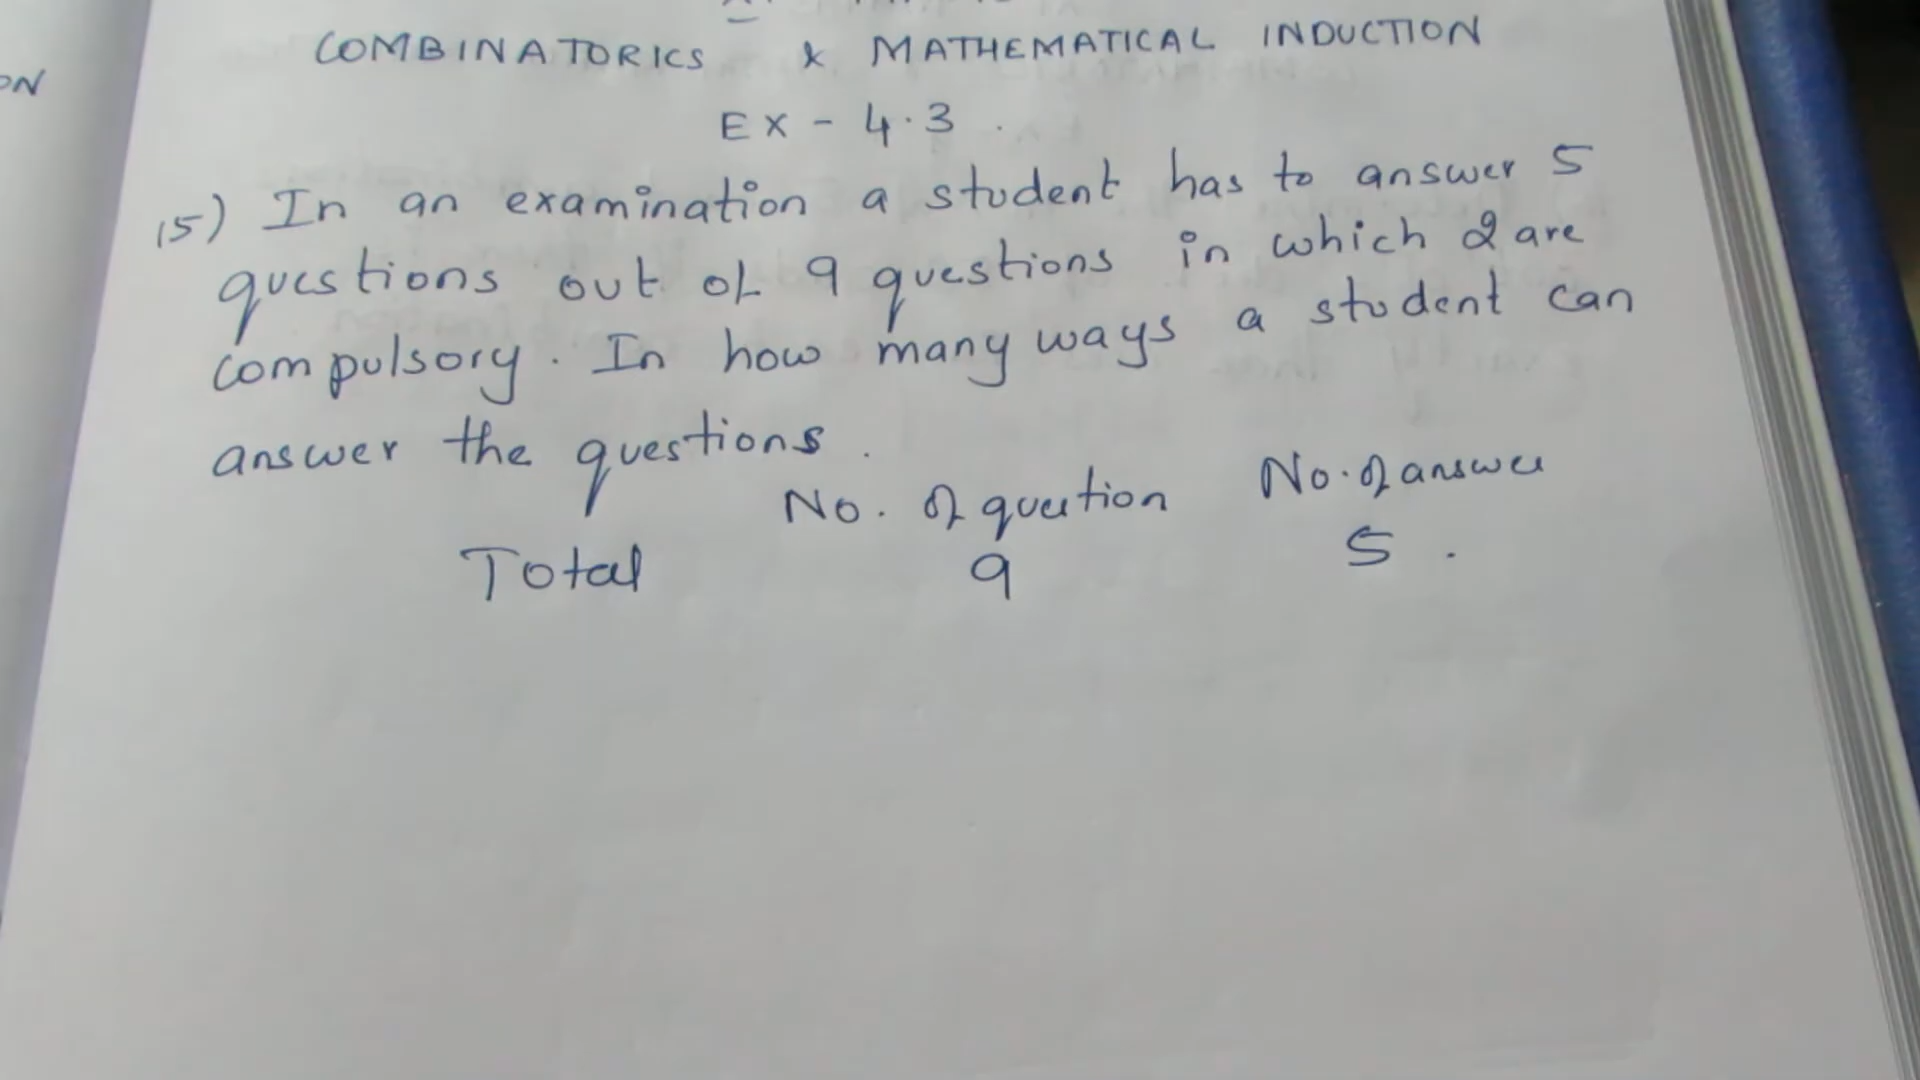 COMBINATORICS & MATHEMATICAL INDUCTION
ON
EX - 4.3.
15) In an examination a student has to answer 5
questions out of 9 questions in which 2 are
compulsory. In how many ways a student can
answer the questions.
No. of question No. of answer
Total 9 5.